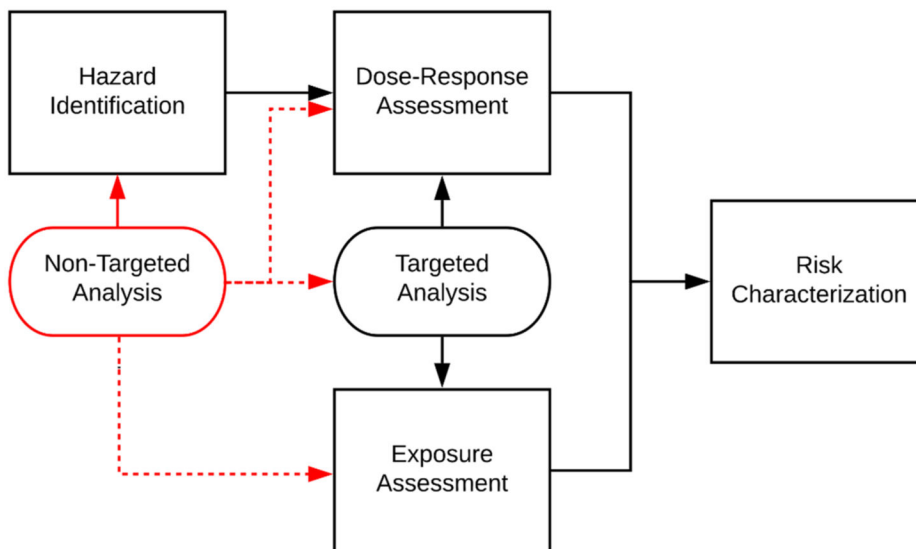 Hazard
Identification
Dose-Response
Assessment
Non-Targeted
Analysis
Targeted
Analysis
Risk
Characterization
Exposure
Assessment